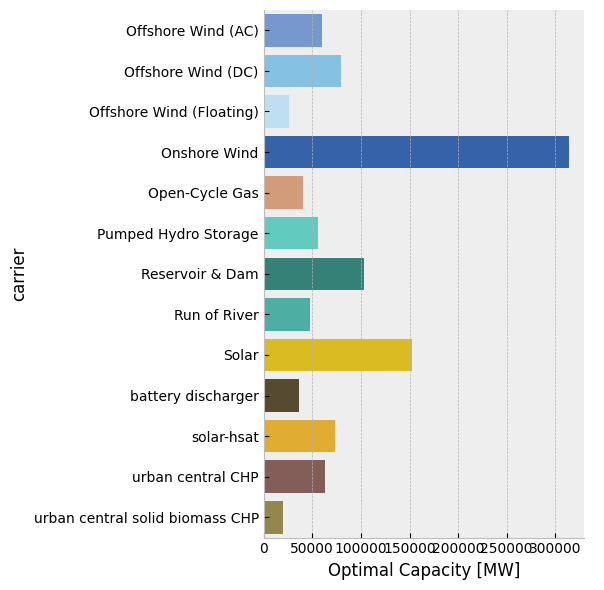 Offshore Wind (AC)
Offshore Wind (DC)
Offshore Wind (Floating)
Onshore Wind
Open-Cycle Gas
Pumped Hydro Storage
Reservoir & Dam
Run of River
Solar
battery discharger
solar-hsat
urban central CHP
urban central solid biomass CHP
carrier
0 50000 100000 150000 200000 250000 300000
Optimal Capacity [MW]